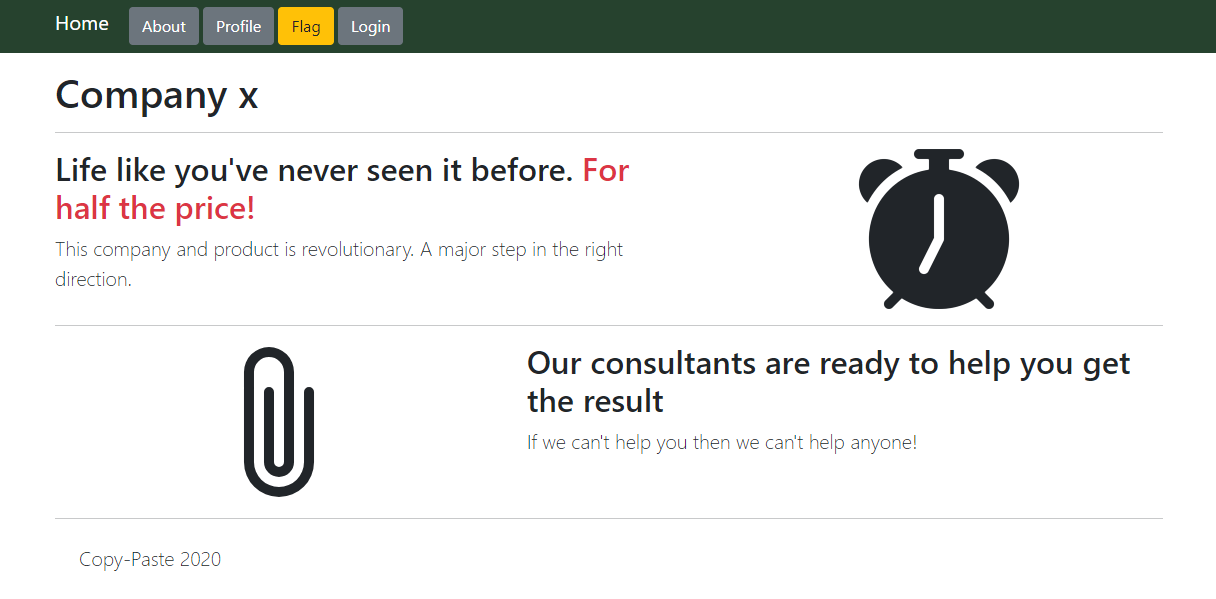 Home About Profile Flag Login
Company x
Life like you've never seen it before. For
half the price!
This company and product is revolutionary. A major step in the right
direction.
Our consultants are ready to help you get
the result
If we can't help you then we can't help anyone!
Copy-Paste 2020